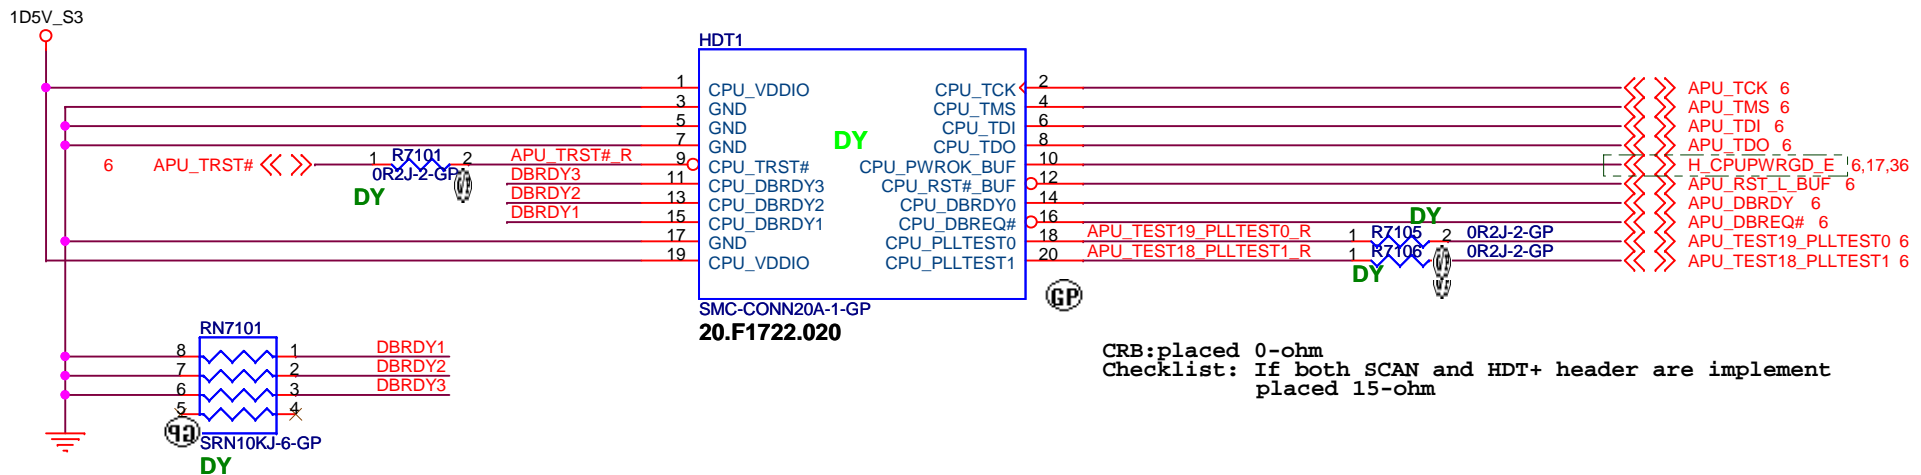 1D5V_S3
HDT1
1 CPU_VDDIO CPU_TCK 2 APU_TCK 6
3 GND CPU_TMS 4 APU_TMS 6
5 GND CPU_TDI 6 APU_TDI 6
7 GND DY CPU_TDO 8 APU_TDO 6
6 APU_TRST# 1 R7101 2 APU_TRST#_R 9 CPU_TRST# CPU_PWROK_BUF 10 H_CPUPWRGD_E 6,17,36
0R2J-2-GP
DY
DBRDY3 11 CPU_DBRDY3 CPU_RST#_BUF 12 APU_RST_L_BUF 6
DBRDY2 13 CPU_DBRDY2 CPU_DBRDY0 14 APU_DBRDY 6
DBRDY1 15 CPU_DBRDY1 CPU_DBREQ# 16 DY APU_DBREQ# 6
17 GND CPU_PLLTEST0 18 APU_TEST19_PLLTEST0_R 1 R7105 2 0R2J-2-GP APU_TEST19_PLLTEST0 6
19 CPU_VDDIO CPU_PLLTEST1 20 APU_TEST18_PLLTEST1_R 1 R7106 0R2J-2-GP APU_TEST18_PLLTEST1 6
DY
GP
SMC-CONN20A-1-GP
20.F1722.020
RN7101
8 1 DBRDY1
7 2 DBRDY2
6 3 DBRDY3
5 4
GP
SRN10KJ-6-GP
DY
CRB:placed 0-ohm
Checklist: If both SCAN and HDT+ header are implement
placed 15-ohm